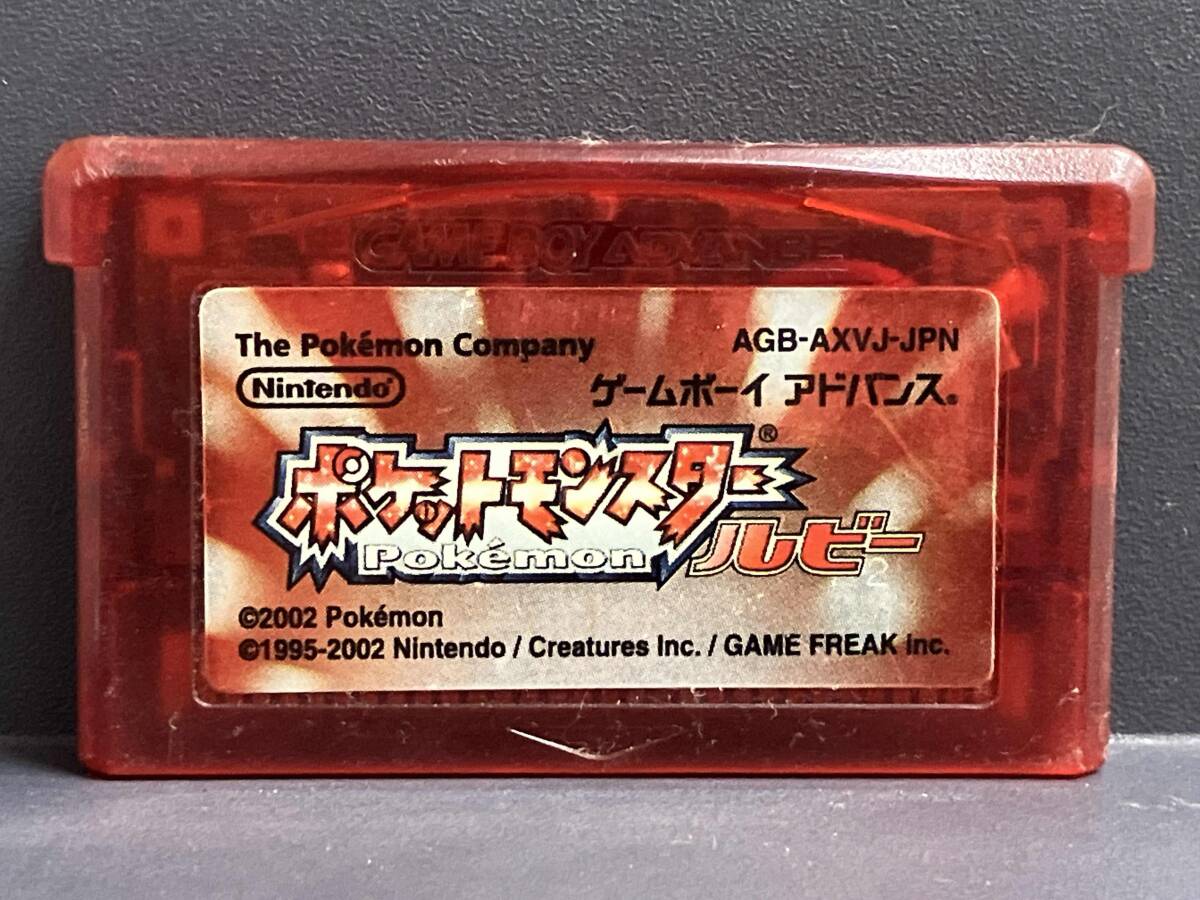 GAME BOY ADVANCE
The Pokémon Company AGB-AXVJ-JPN
Nintendo ゲームボーイ アドバンス®
ポケットモンスター®
Pokémon ルビー
2
©2002 Pokémon
©1995-2002 Nintendo / Creatures Inc. / GAME FREAK inc.